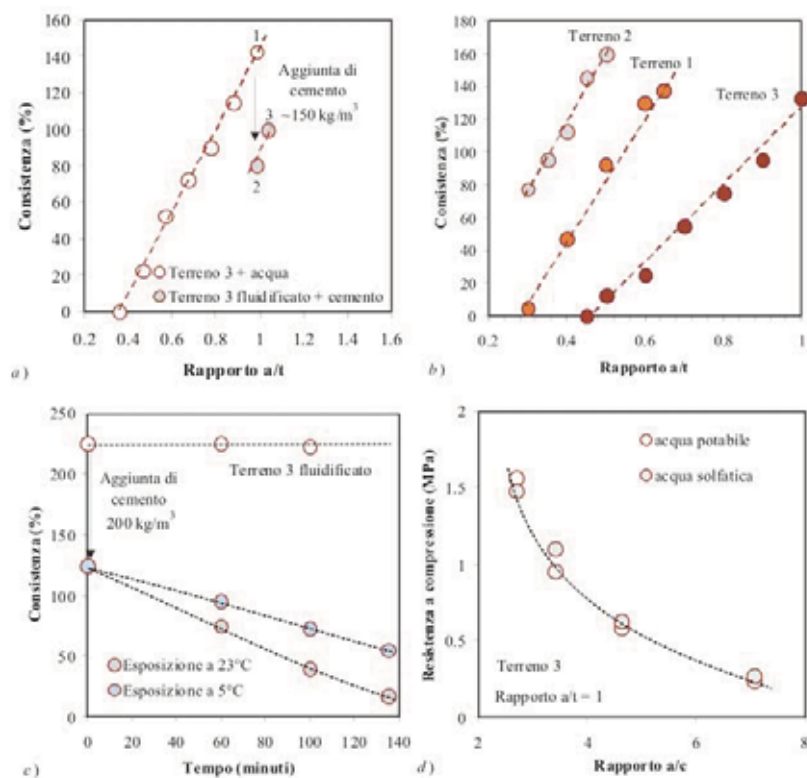 160
140
120
100
80
60
40
20
0
Consistenza (%)
1
Aggiunta di
cemento
~150 kg/m³
3
2
Terreno 3 + acqua
Terreno 3 fluidificato + cemento
0.2 0.4 0.6 0.8 1 1.2 1.4 1.6
a) Rapporto a/t
180
160
140
120
100
80
60
40
20
0
Consistenza (%)
Terreno 2
Terreno 1
Terreno 3
0.2 0.4 0.6 0.8 1
b) Rapporto a/t
250
200
150
100
50
0
Consistenza (%)
Terreno 3 fluidificato
Aggiunta di
cemento
200 kg/m³
Esposizione a 23°C
Esposizione a 5°C
0 20 40 60 80 100 120 140
c) Tempo (minuti)
2
1.5
1
0.5
0
Resistenza a compressione (MPa)
acqua potabile
acqua solfatica
Terreno 3
Rapporto a/t = 1
2 4 6 8
d) Rapporto a/c